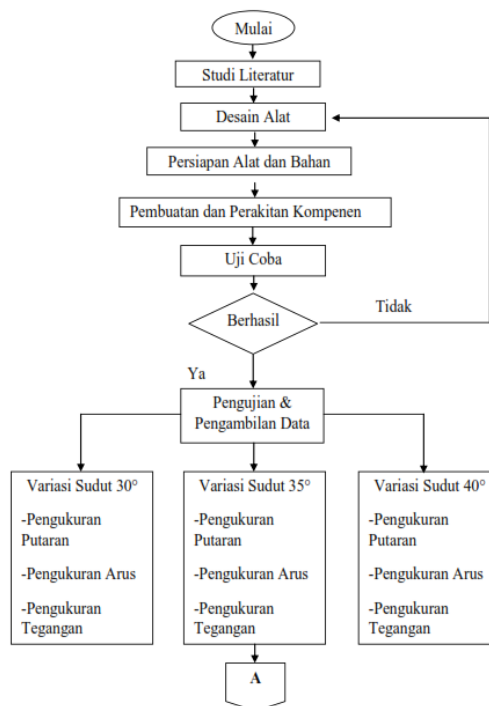 Mulai
Studi Literatur
Desain Alat
Persiapan Alat dan Bahan
Pembuatan dan Perakitan Kompenen
Uji Coba
Berhasil
Tidak
Ya
Pengujian &
Pengambilan Data
Variasi Sudut 30°
-Pengukuran
Putaran
-Pengukuran Arus
-Pengukuran
Tegangan
Variasi Sudut 35°
-Pengukuran
Putaran
-Pengukuran Arus
-Pengukuran
Tegangan
Variasi Sudut 40°
-Pengukuran
Putaran
-Pengukuran Arus
-Pengukuran
Tegangan
A